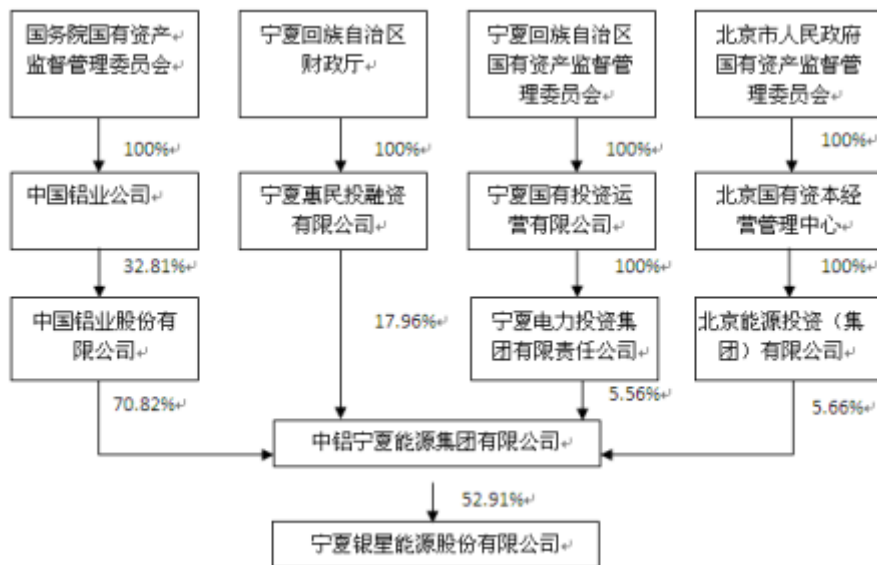 国务院国有资产
监督管理委员会
宁夏回族自治区
财政厅
宁夏回族自治区
国有资产监督管
理委员会
北京市人民政府
国有资产监督管
理委员会
100%
100%
100%
100%
中国铝业公司
宁夏惠民投融资
有限公司
宁夏国有投资运
营有限公司
北京国有资本经
营管理中心
32.81%
100%
100%
中国铝业股份有
限公司
17.96%
宁夏电力投资集
团有限责任公司
北京能源投资（集
团）有限公司
70.82%
5.56%
5.66%
中铝宁夏能源集团有限公司
52.91%
宁夏银星能源股份有限公司